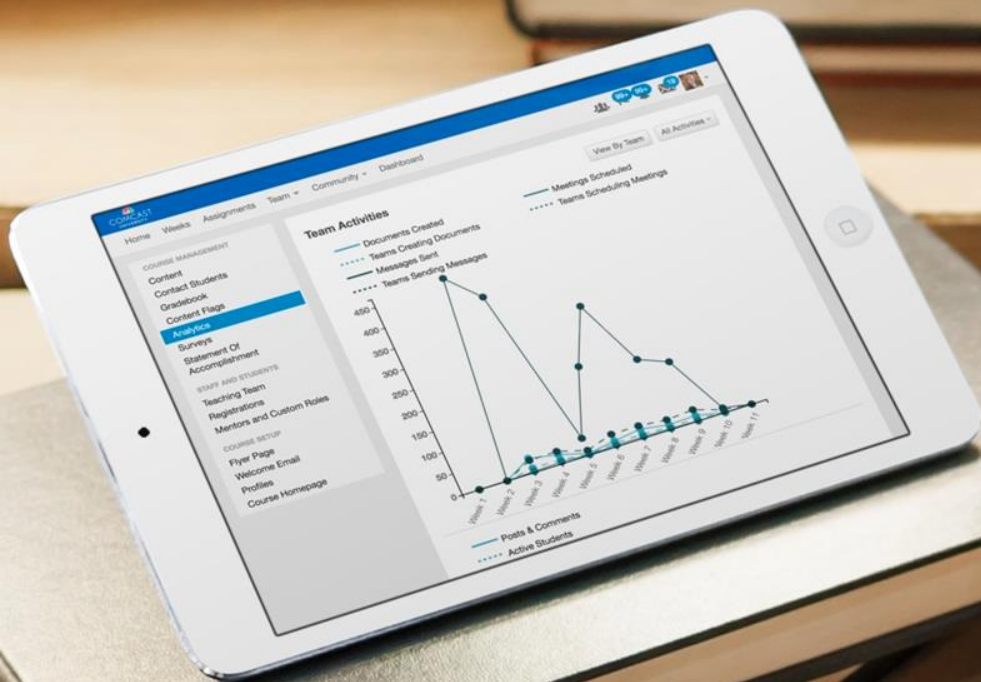 COMCAST
UNIVERSITY
99+ 99+ 10
Home Weeks Assignments Team Community Dashboard
COURSE MANAGEMENT
Content
Contact Students
Gradebook
Content Flags
Analytics
Surveys
Statement Of
Accomplishment
STAFF AND STUDENTS
Teaching Team
Registrations
Mentors and Custom Roles
COURSE SETUP
Flyer Page
Welcome Email
Profiles
Course Homepage
Team Activities
View By Team All Activities
Documents Created
Teams Creating Documents
Messages Sent
Teams Sending Messages
Meetings Scheduled
Teams Scheduling Meetings
450
400
350
300
250
200
150
100
50
0
Week 1 Week 2 Week 3 Week 4 Week 5 Week 6 Week 7 Week 8 Week 9 Week 10 Week 11
Posts & Comments
Active Students